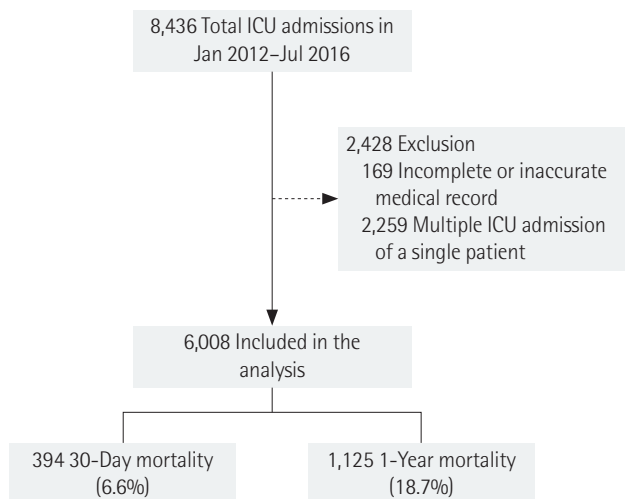 8,436 Total ICU admissions in
Jan 2012–Jul 2016
2,428 Exclusion
169 Incomplete or inaccurate
medical record
2,259 Multiple ICU admission
of a single patient
6,008 Included in the
analysis
394 30-Day mortality
(6.6%)
1,125 1-Year mortality
(18.7%)